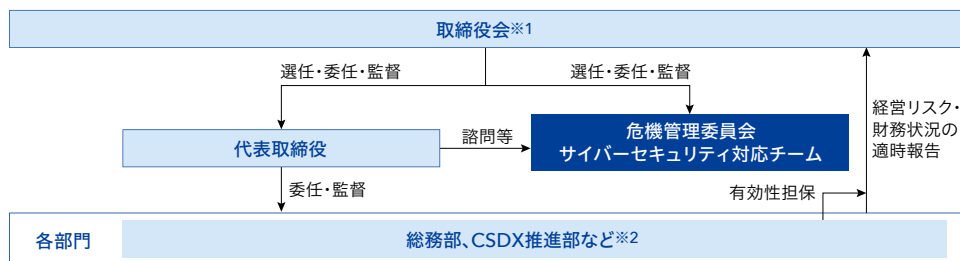 取締役会※1
選任・委任・監督
選任・委任・監督
経営リスク・
財務状況の
適時報告
代表取締役
諮問等
危機管理委員会
サイバーセキュリティ対応チーム
委任・監督
有効性担保
各部門
総務部、CSDX推進部など※2